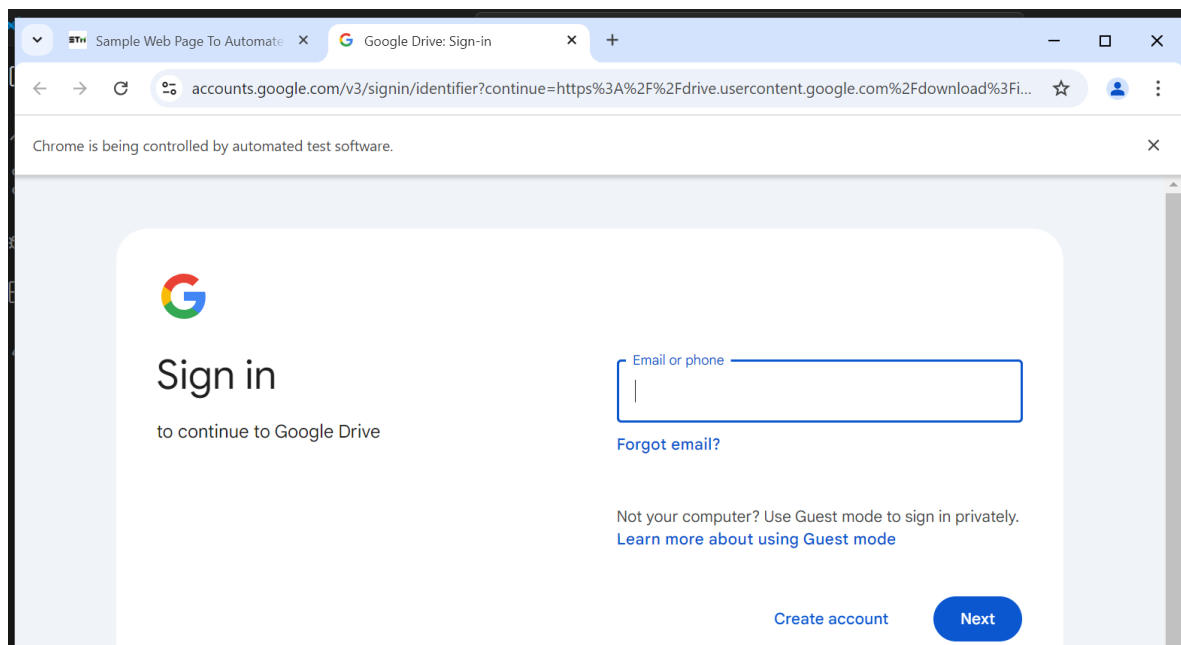 STH Sample Web Page To Automate
Google Drive: Sign-in
accounts.google.com/v3/signin/identifier?continue=https%3A%2F%2Fdrive.usercontent.google.com%2Fdownload%3Fi...
Chrome is being controlled by automated test software.
Sign in
to continue to Google Drive
Email or phone
Forgot email?
Not your computer? Use Guest mode to sign in privately.
Learn more about using Guest mode
Create account
Next